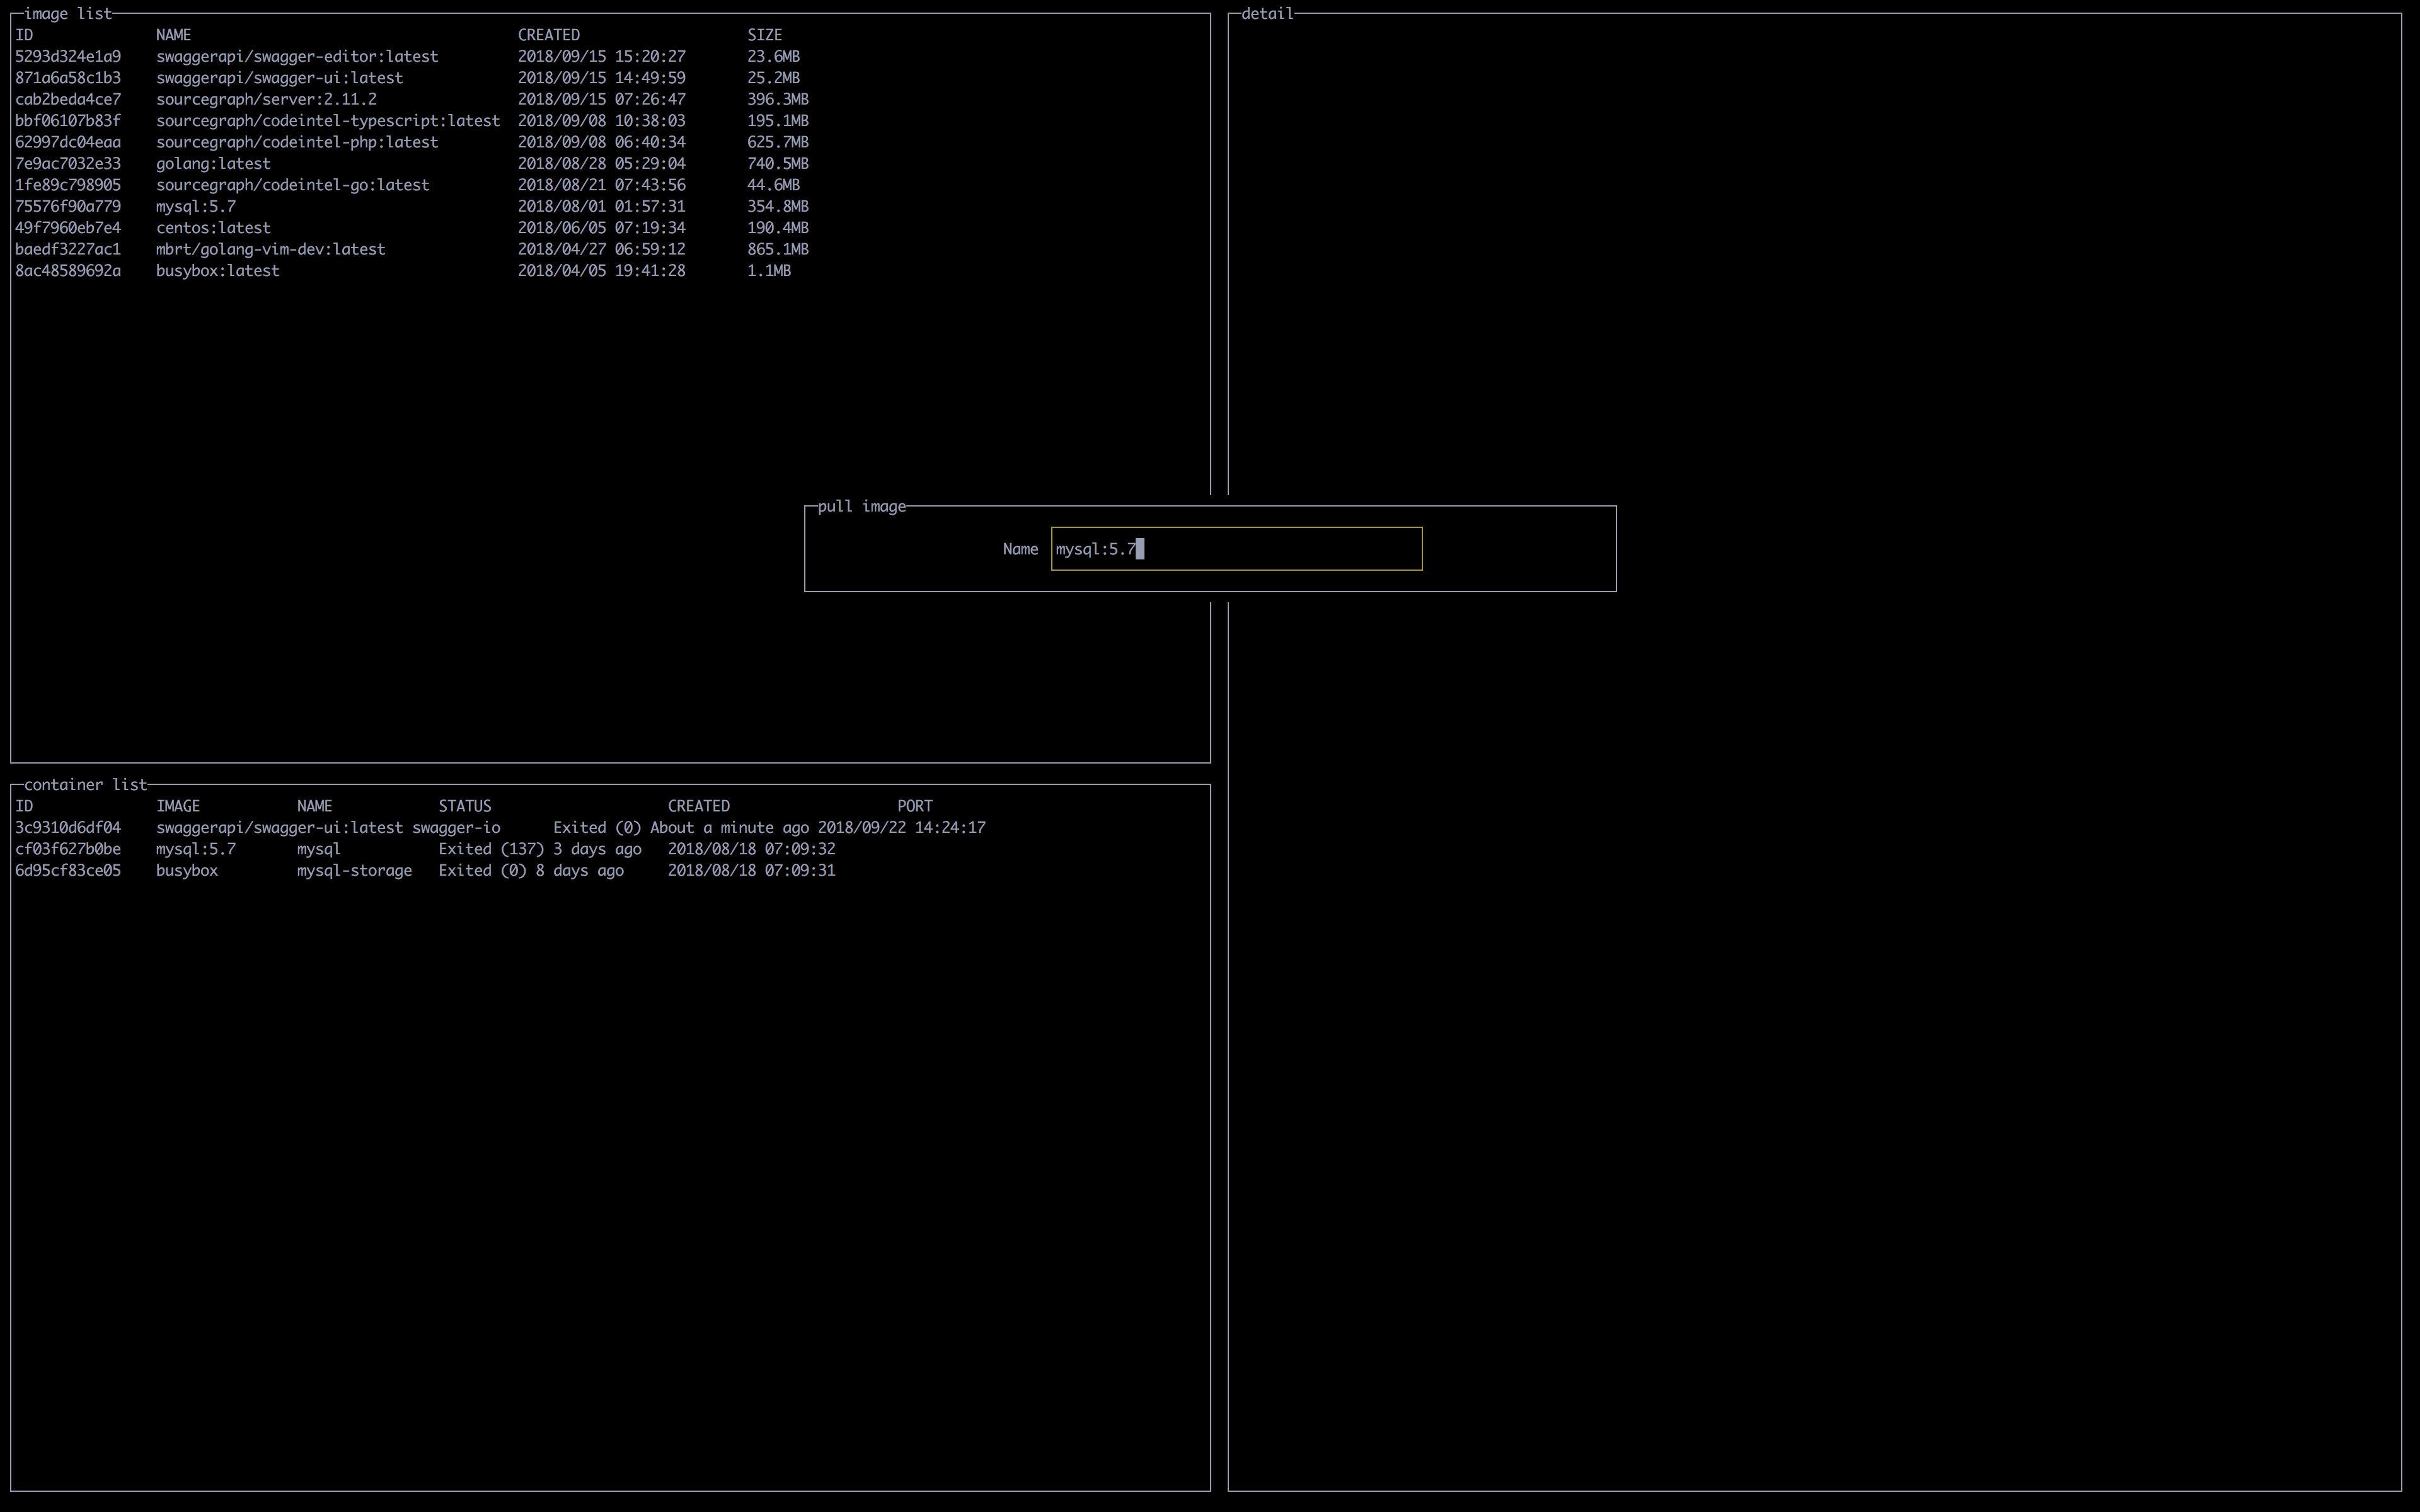 image list
ID NAME CREATED SIZE
5293d324e1a9 swaggerapi/swagger-editor:latest 2018/09/15 15:20:27 23.6MB
871a6a58c1b3 swaggerapi/swagger-ui:latest 2018/09/15 14:49:59 25.2MB
cab2beda4ce7 sourcegraph/server:2.11.2 2018/09/15 07:26:47 396.3MB
bbf06107b83f sourcegraph/codeintel-typescript:latest 2018/09/08 10:38:03 195.1MB
62997dc04eaa sourcegraph/codeintel-php:latest 2018/09/08 06:40:34 625.7MB
7e9ac7032e33 golang:latest 2018/08/28 05:29:04 740.5MB
1fe89c798905 sourcegraph/codeintel-go:latest 2018/08/21 07:43:56 44.6MB
75576f90a779 mysql:5.7 2018/08/01 01:57:31 354.8MB
49f7960eb7e4 centos:latest 2018/06/05 07:19:34 190.4MB
baedf3227ac1 mbrt/golang-vim-dev:latest 2018/04/27 06:59:12 865.1MB
8ac48589692a busybox:latest 2018/04/05 19:41:28 1.1MB
detail
pull image
Name mysql:5.7
container list
ID IMAGE NAME STATUS CREATED PORT
3c9310d6df04 swaggerapi/swagger-ui:latest swagger-io Exited (0) About a minute ago 2018/09/22 14:24:17
cf03f627b0be mysql:5.7 mysql Exited (137) 3 days ago 2018/08/18 07:09:32
6d95cf83ce05 busybox mysql-storage Exited (0) 8 days ago 2018/08/18 07:09:31